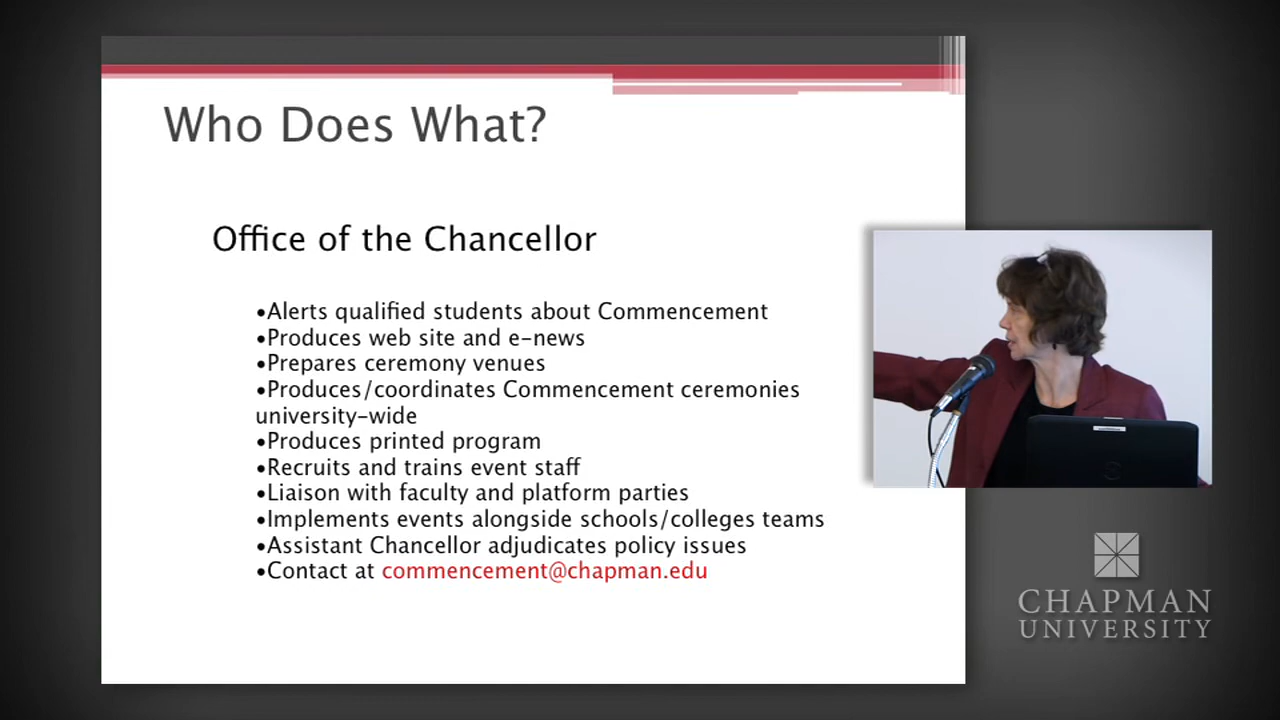 Who Does What?
Office of the Chancellor
•Alerts qualified students about Commencement
•Produces web site and e-news
•Prepares ceremony venues
•Produces/coordinates Commencement ceremonies
university-wide
•Produces printed program
•Recruits and trains event staff
•Liaison with faculty and platform parties
•Implements events alongside schools/colleges teams
•Assistant Chancellor adjudicates policy issues
•Contact at commencement@chapman.edu
CHAPMAN
UNIVERSITY